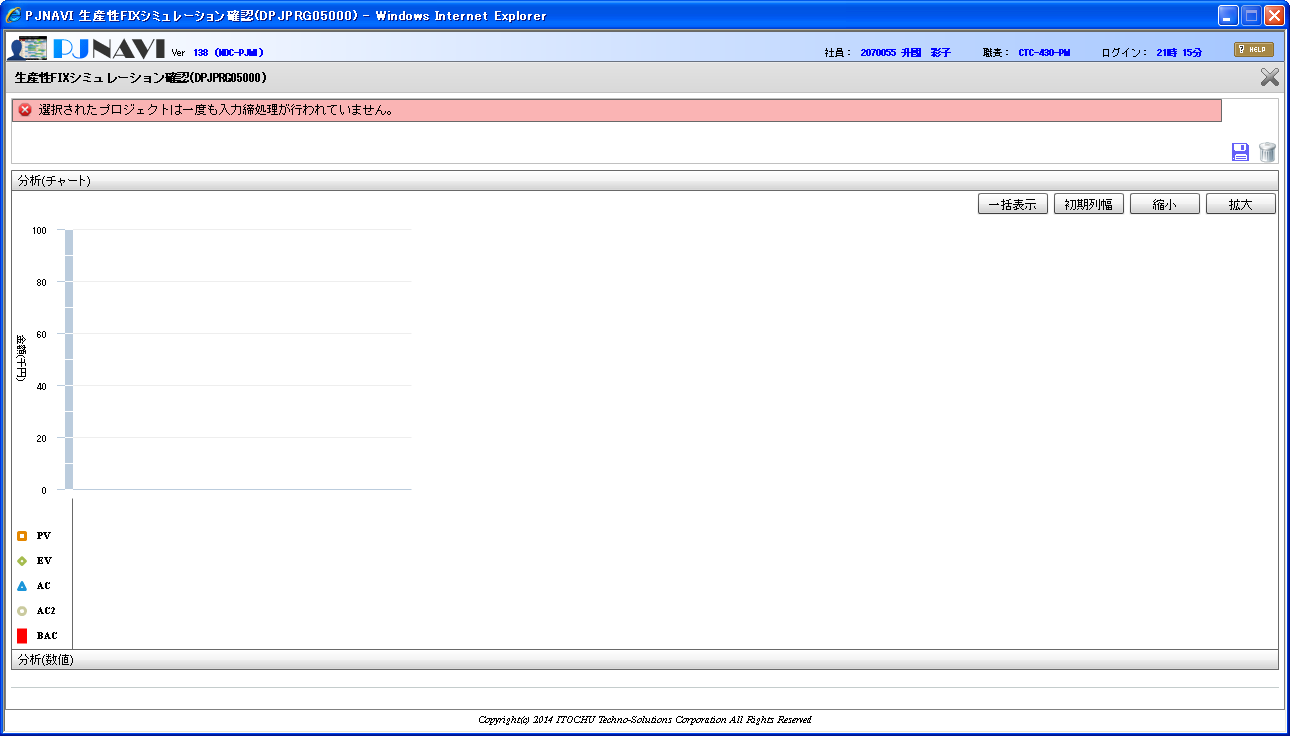 PJNAVI 生産性FIXシミュレーション確認(DPJPRG05000) - Windows Internet Explorer
PJNAVI Ver 138 (NDC-PJMI) 社員： 2070055 升國 彩子 職責： CTC-430-PM ログイン： 21時 15分 HELP
生産性FIXシミュレーション確認(DPJPRG05000)
選択されたプロジェクトは一度も入力締処理が行われていません。
分析(チャート)
一括表示 初期列幅 縮小 拡大
100
80
60
金額(千円)
40
20
0
PV
EV
AC
AC2
BAC
分析(数値)
Copyright(c) 2014 ITOCHU Techno-Solutions Corporation All Rights Reserved